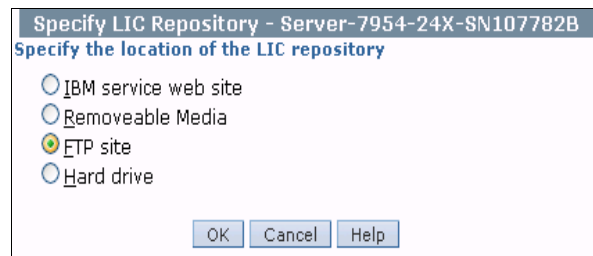 Specify LIC Repository - Server-7954-24X-SN107782B
Specify the location of the LIC repository
IBM service web site
Removeable Media
FTP site
Hard drive
OK Cancel Help